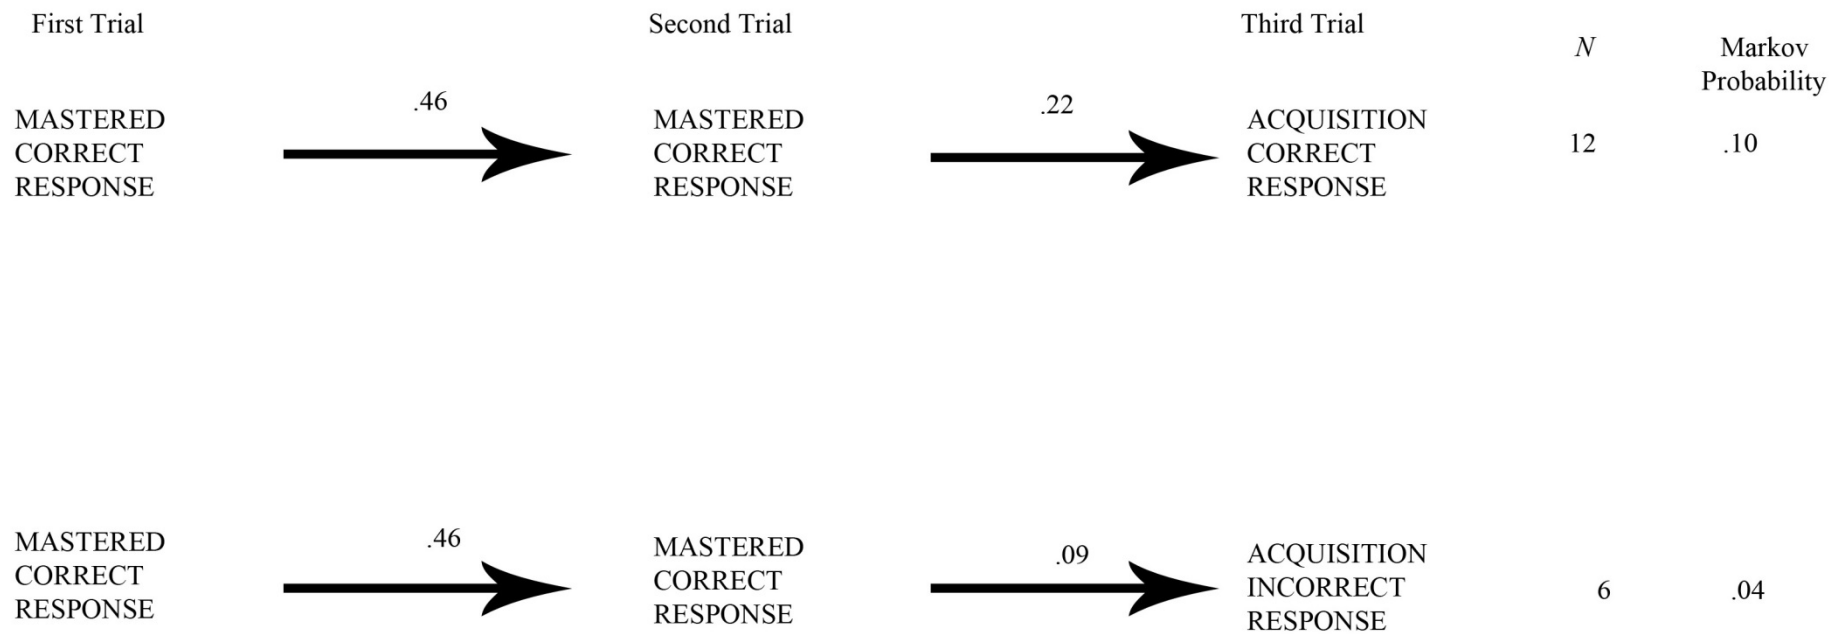 First Trial
Second Trial
Third Trial
N
Markov
Probability
MASTERED
CORRECT
RESPONSE
.46
MASTERED
CORRECT
RESPONSE
.22
ACQUISITION
CORRECT
RESPONSE
12
.10
MASTERED
CORRECT
RESPONSE
.46
MASTERED
CORRECT
RESPONSE
.09
ACQUISITION
INCORRECT
RESPONSE
6
.04